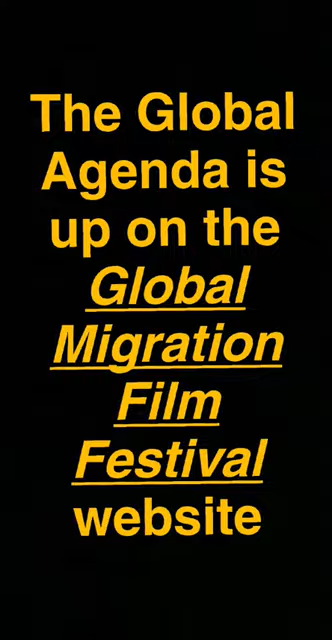 The Global
Agenda is
up on the
Global
Migration
Film
Festival
website